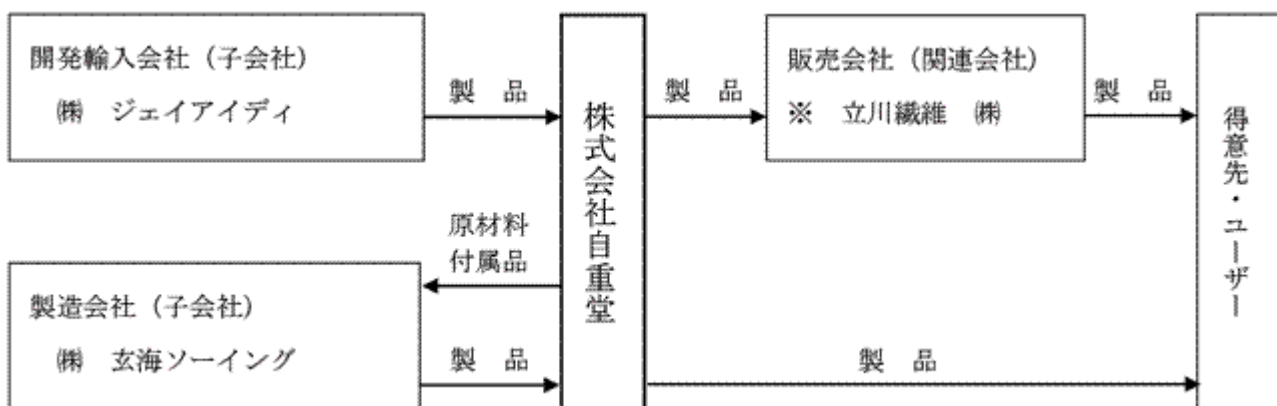 開発輸入会社（子会社）
㈱　ジェイアイディ
製　品
株式会社自重堂
製　品
販売会社（関連会社）
※　立川繊維　㈱
製　品
得意先・ユーザー
原材料
付属品
製造会社（子会社）
㈱　玄海ソーイング
製　品
製　品